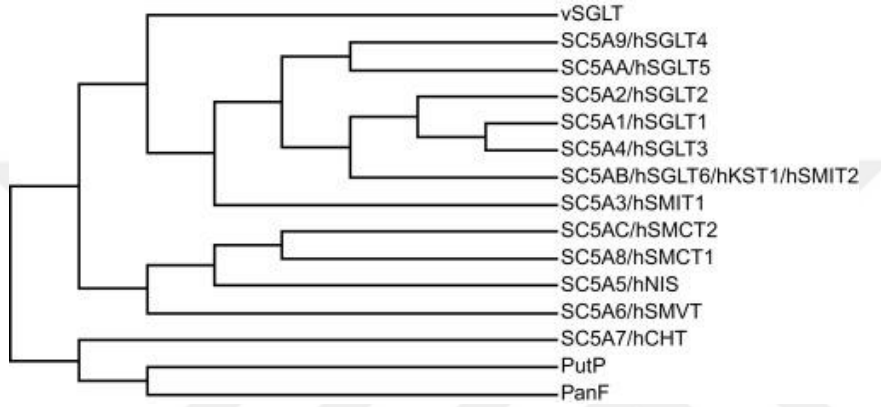 vSGLT
SC5A9/hSGLT4
SC5AA/hSGLT5
SC5A2/hSGLT2
SC5A1/hSGLT1
SC5A4/hSGLT3
SC5AB/hSGLT6/hKST1/hSMIT2
SC5A3/hSMIT1
SC5AC/hSMCT2
SC5A8/hSMCT1
SC5A5/hNIS
SC5A6/hSMVT
SC5A7/hCHT
PutP
PanF